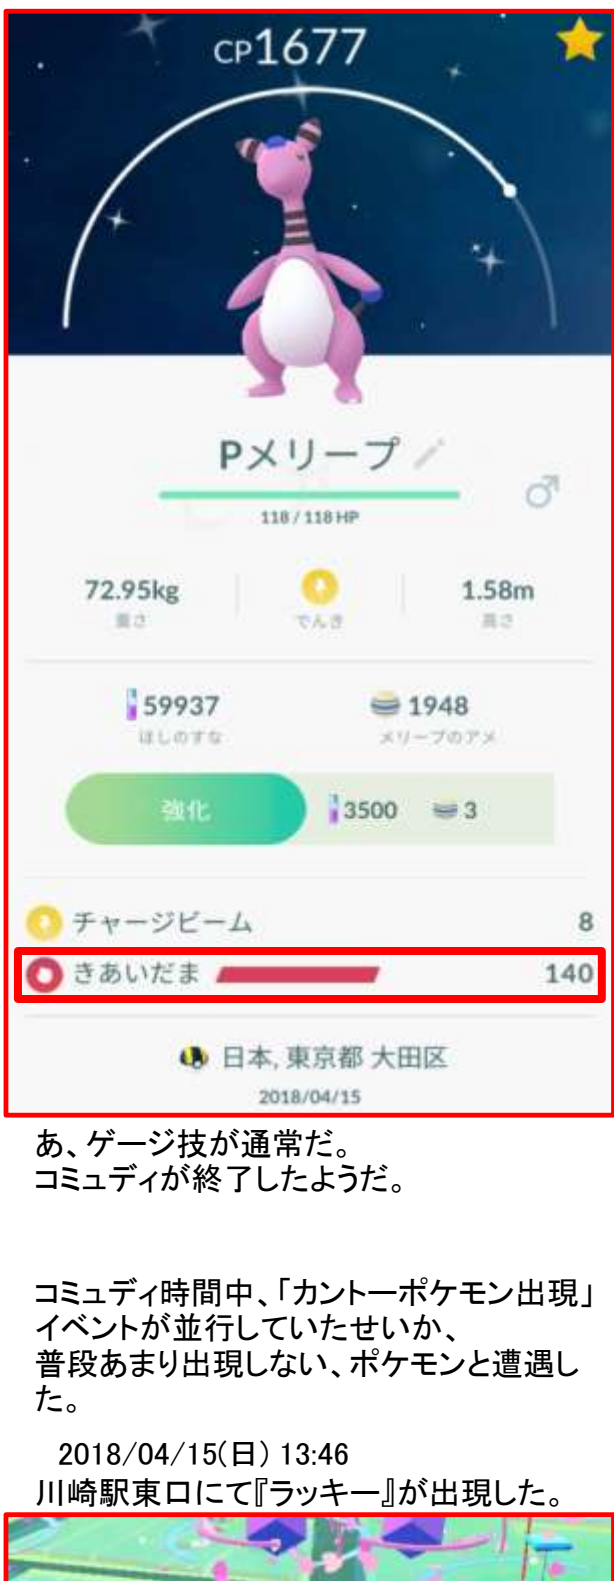 CP1677
Pメリープ
118 / 118 HP
72.95kg
1.58m
重さ
でんき
高さ
59937
1948
ほしのすな
メリープのアメ
強化
3500
3
チャージビーム
8
きあいだま
140
日本, 東京都 大田区
2018/04/15
あ、ゲージ技が通常だ。
コミュディが終了したようだ。
コミュディ時間中、「カントーポケモン出現」
イベントが並行していたせいか、
普段あまり出現しない、ポケモンと遭遇し
た。
2018/04/15(日) 13:46
川崎駅東口にて『ラッキー』が出現した。